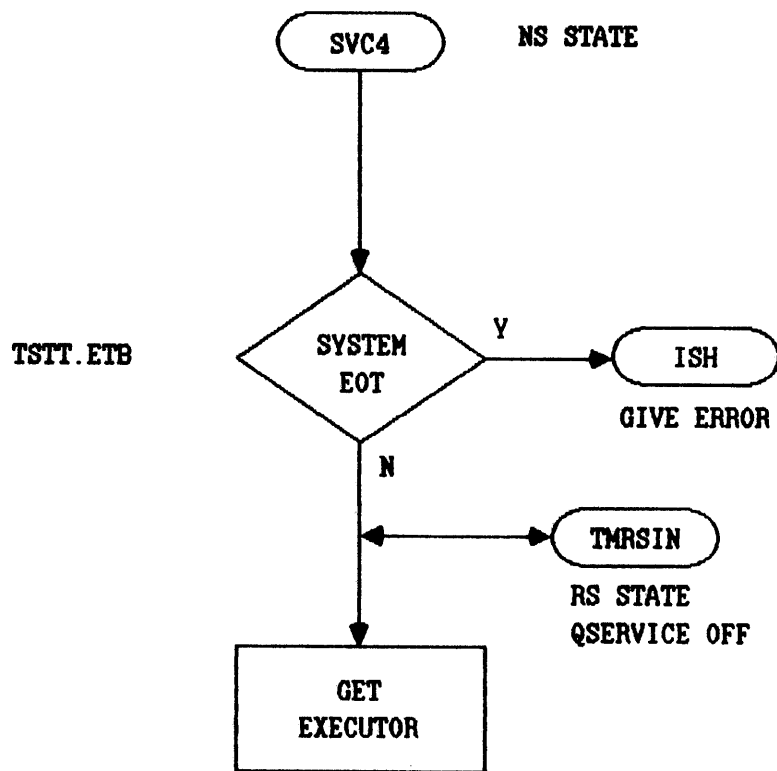 SVC4
NS STATE
TSTT.ETB
SYSTEM
EOT
Y
ISH
GIVE ERROR
N
TMRSIN
RS STATE
QSERVICE OFF
GET
EXECUTOR